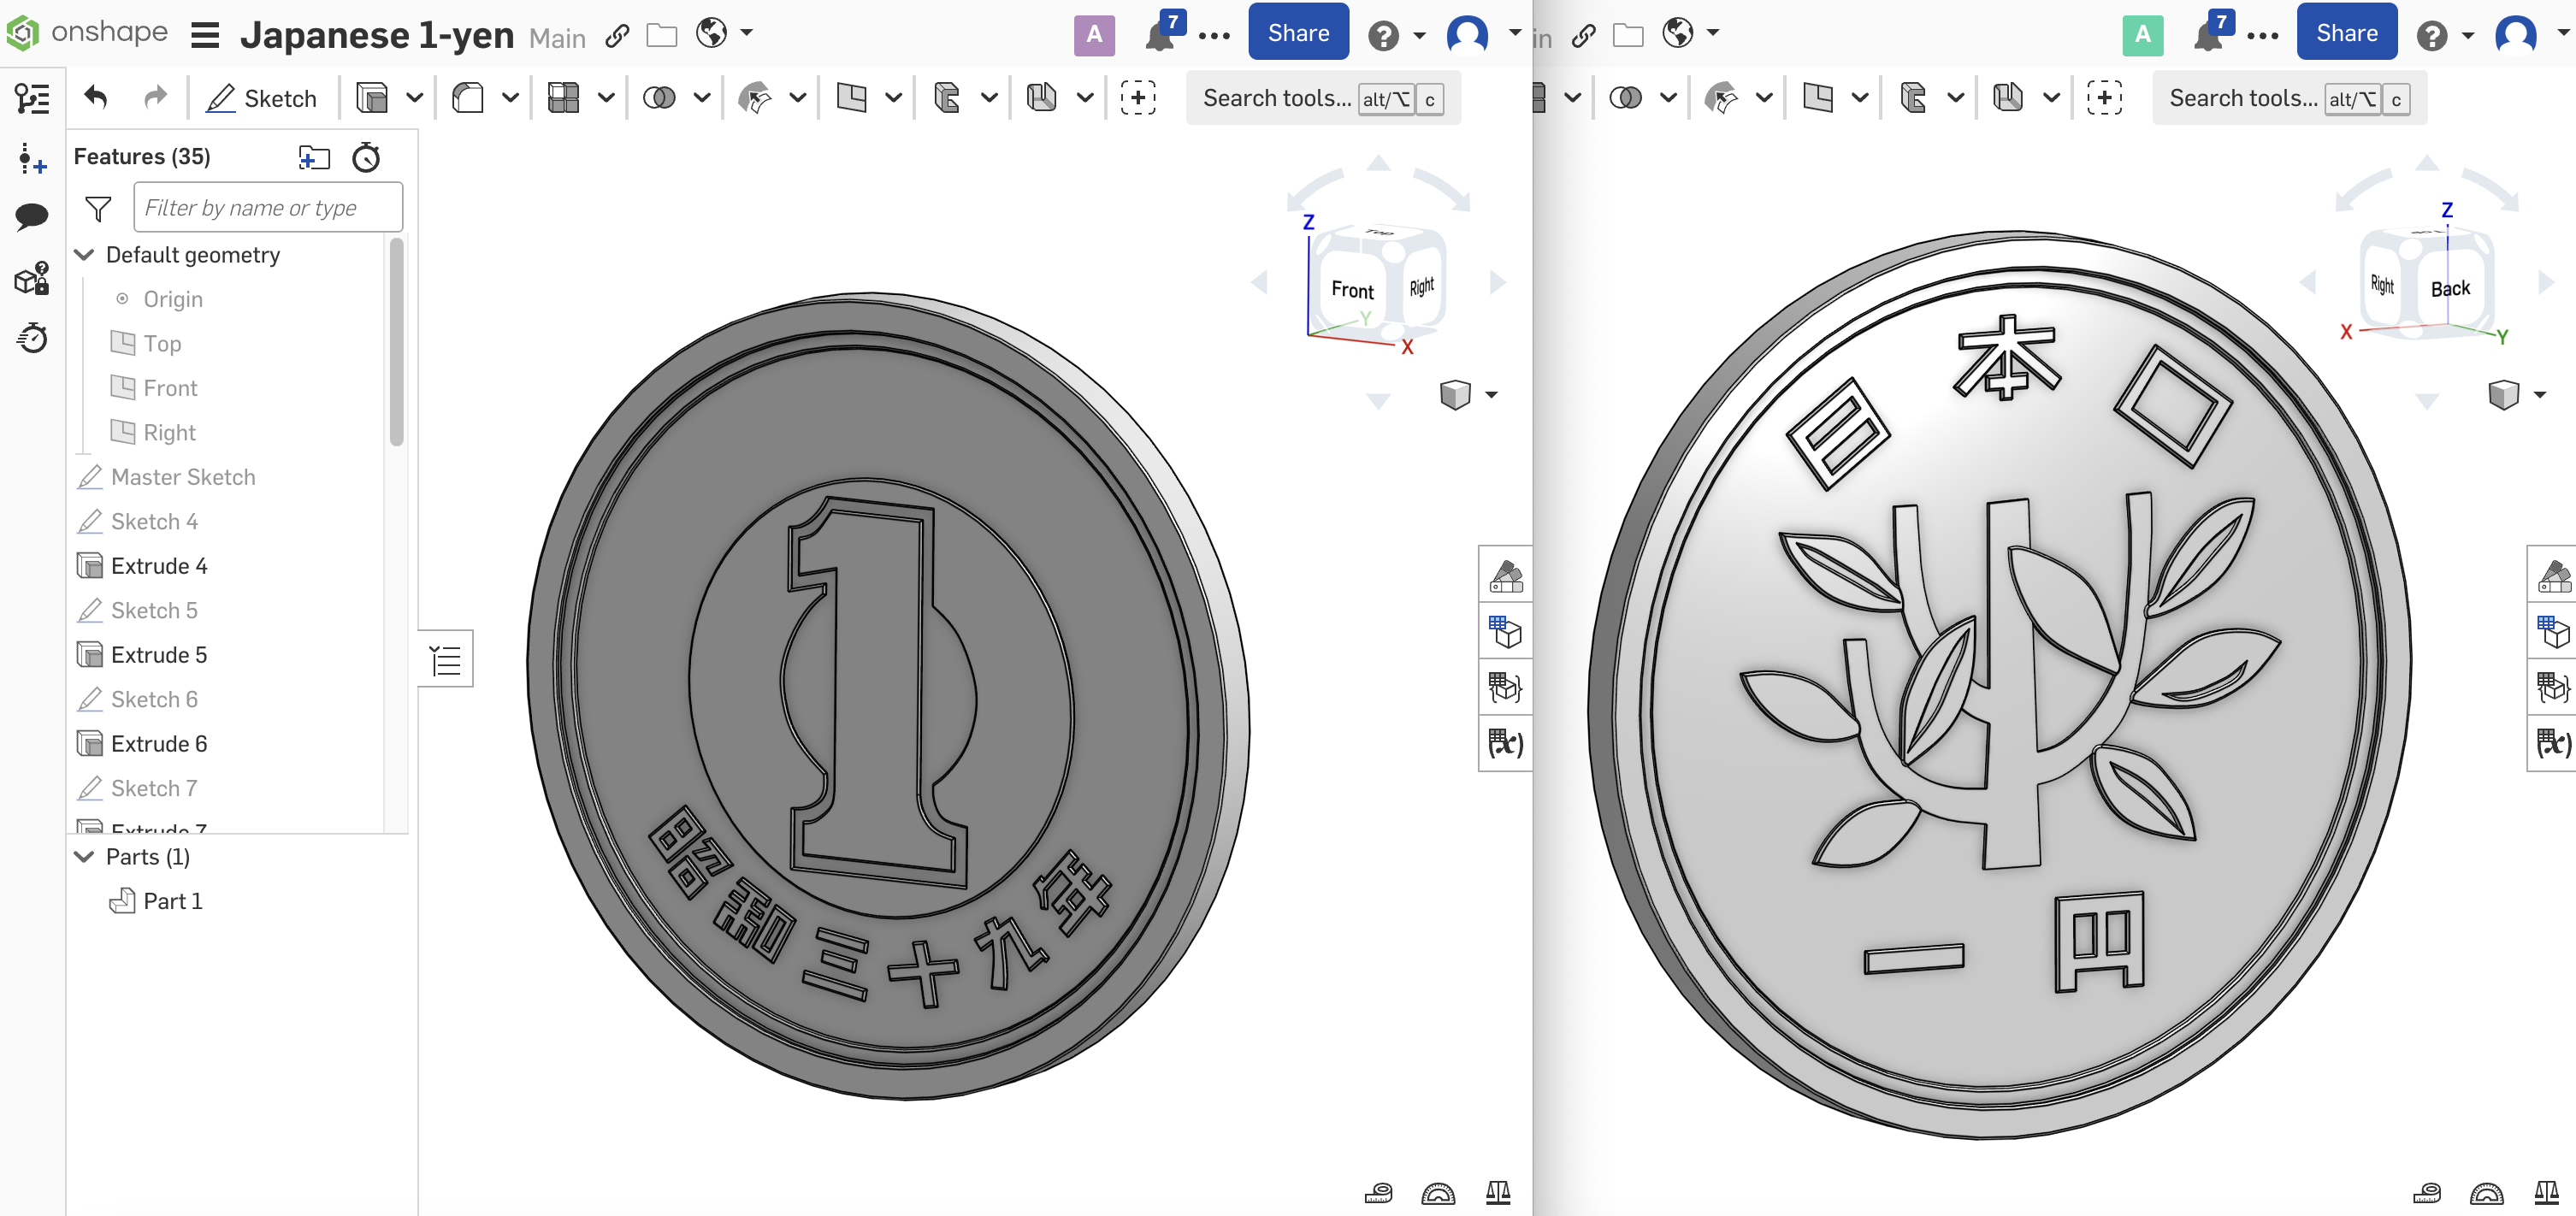 onshape Japanese 1-yen Main A 7 Share
Sketch Search tools... alt/⌥ c
Features (35)
Filter by name or type
Default geometry
Origin
Top
Front
Right
Master Sketch
Sketch 4
Extrude 4
Sketch 5
Extrude 5
Sketch 6
Extrude 6
Sketch 7
Extrude 7
Parts (1)
Part 1
Z
Top
Front Right
Y
X
1
昭和三十九年
(x)
in A 7 Share
Search tools... alt/⌥ c
Z
Right Back
X Y
日本口
一円
(x)